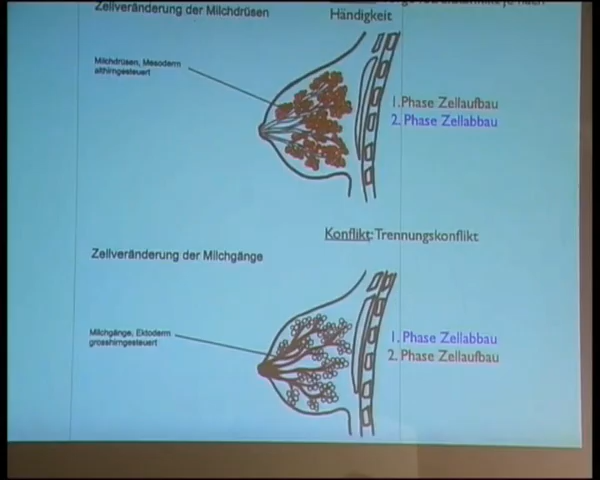 Zellveränderung der Milchdrüsen
Händigkeit
Milchdrüsen, Mesoderm
althirngesteuert
1.Phase Zellaufbau
2. Phase Zellabbau
Konflikt:Trennungskonflikt
Zellveränderung der Milchgänge
Milchgänge, Ektoderm
grosshirngesteuert
1. Phase Zellabbau
2. Phase Zellaufbau